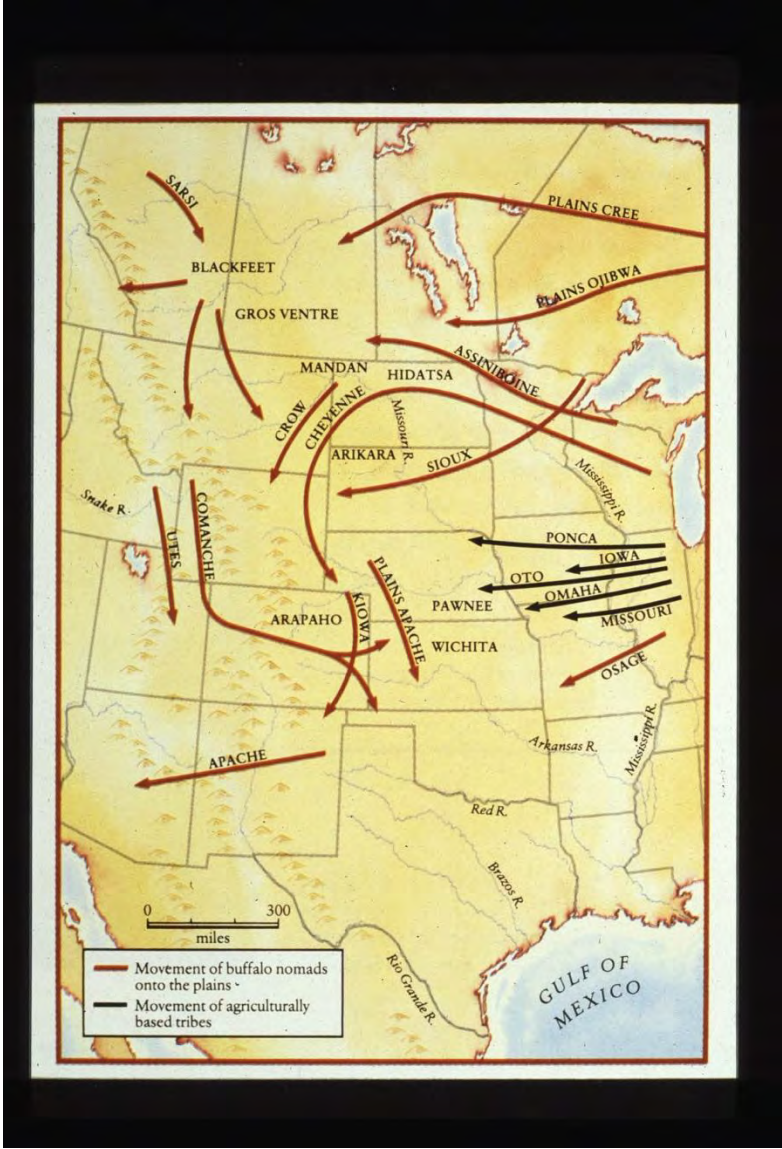 SARSI
PLAINS CREE
BLACKFEET
PLAINS OJIBWA
GROS VENTRE
ASSINIBOINE
MANDAN
HIDATSA
CROW
CHEYENNE
Missouri R.
ARIKARA
SIOUX
Mississippi R.
Snake R.
UTES
COMANCHE
PONCA
IOWA
OTO
OMAHA
MISSOURI
PLAINS APACHE
KIOWA
ARAPAHO
PAWNEE
WICHITA
OSAGE
Mississippi R.
Arkansas R.
APACHE
Red R.
Brazos R.
Rio Grande R.
GULF OF
MEXICO
0 300
miles
Movement of buffalo nomads
onto the plains
Movement of agriculturally
based tribes